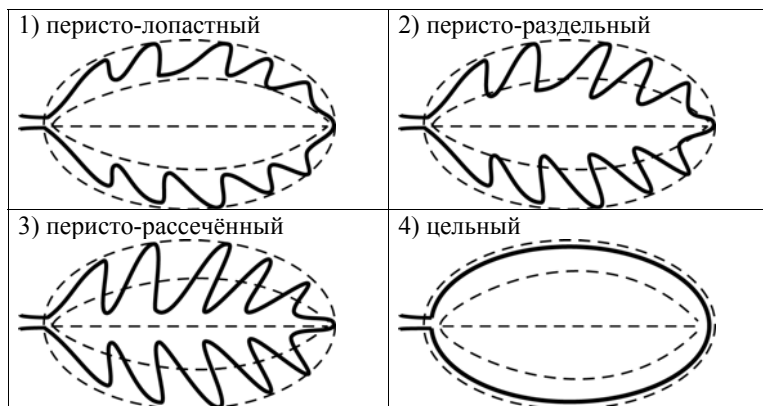 1) перисто-лопастный
2) перисто-раздельный
3) перисто-рассечённый
4) цельный